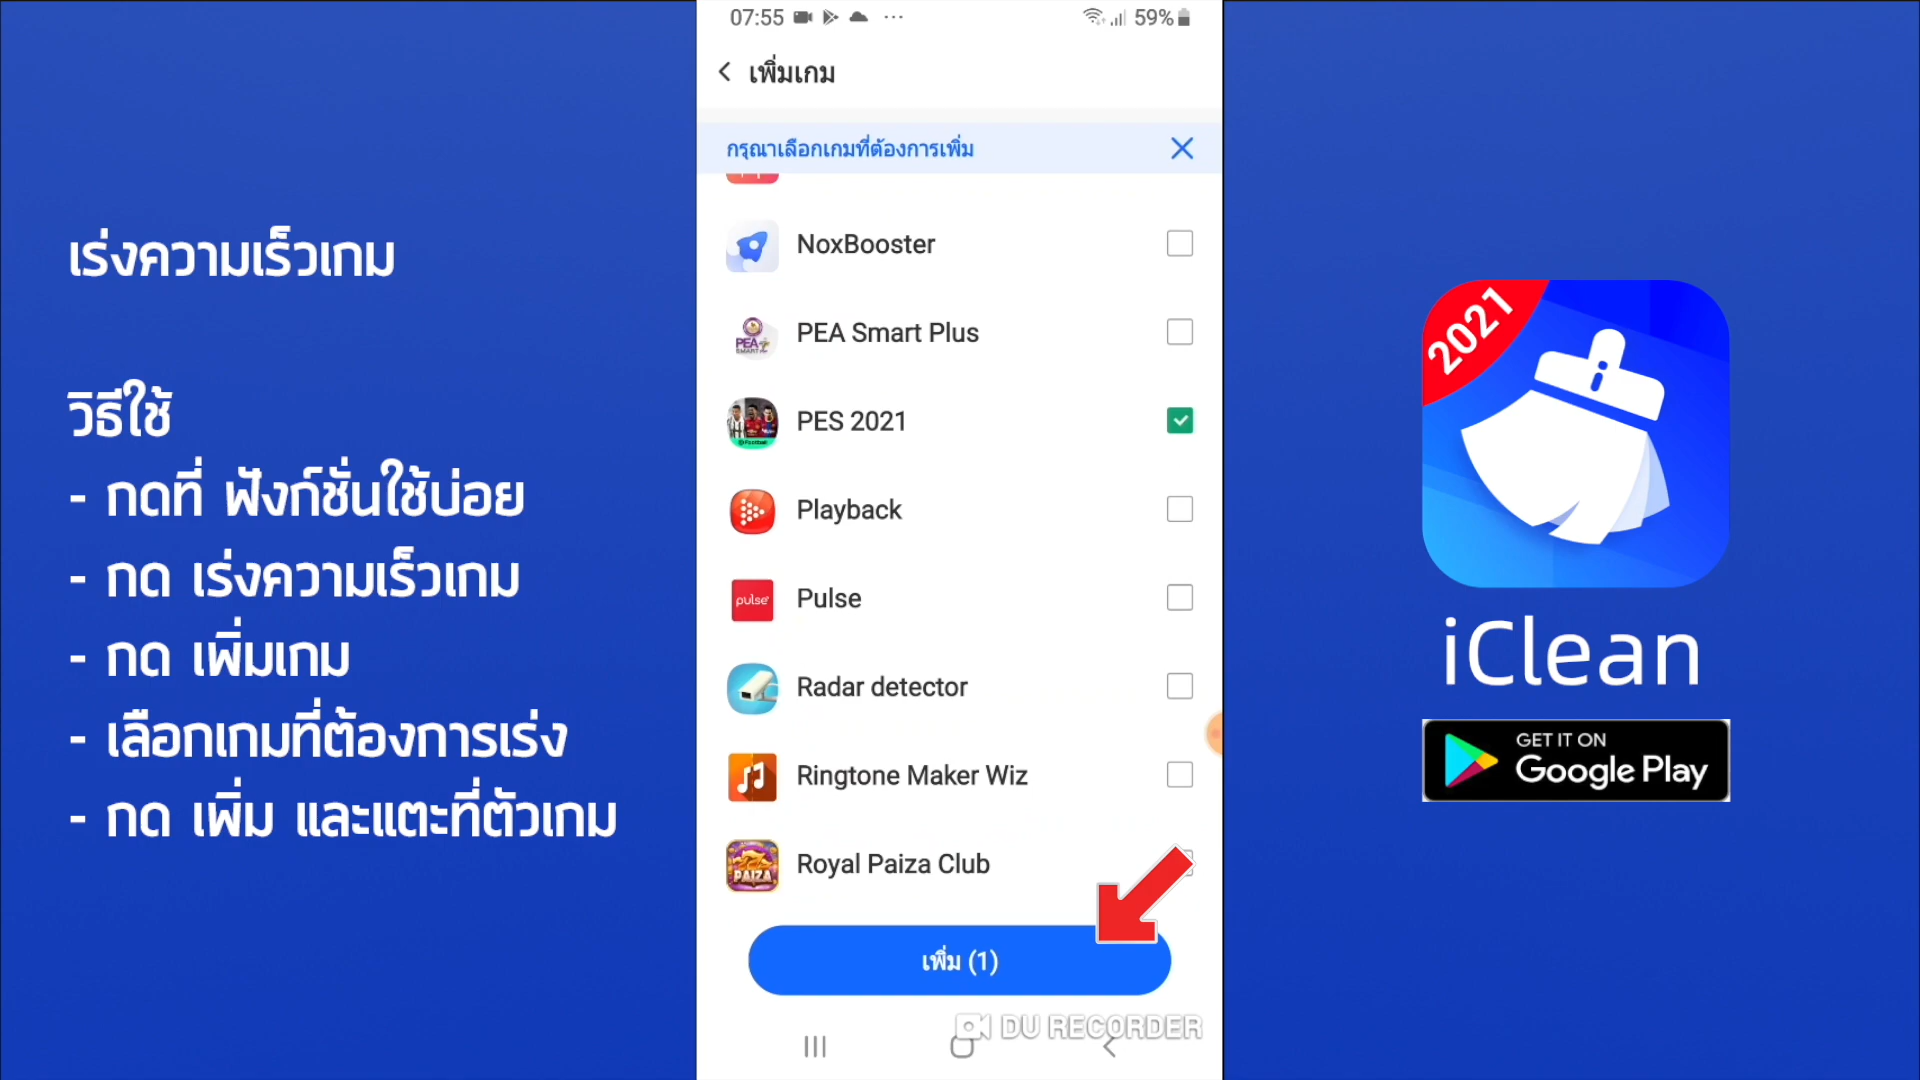 เร่งความเร็วเกม
วิธีใช้
- กดที่ ฟังก์ชั่นใช้บ่อย
- กด เร่งความเร็วเกม
- กด เพิ่มเกม
- เลือกเกมที่ต้องการเร่ง
- กด เพิ่ม และแตะที่ตัวเกม
07:55
59%
เพิ่มเกม
กรุณาเลือกเกมที่ต้องการเพิ่ม
NoxBooster
PEA SMART
PEA Smart Plus
PES 2021
Playback
pulse
Pulse
Radar detector
Ringtone Maker Wiz
PAIZA
Royal Paiza Club
เพิ่ม (1)
DU RECORDER
2021
iClean
GET IT ON
Google Play